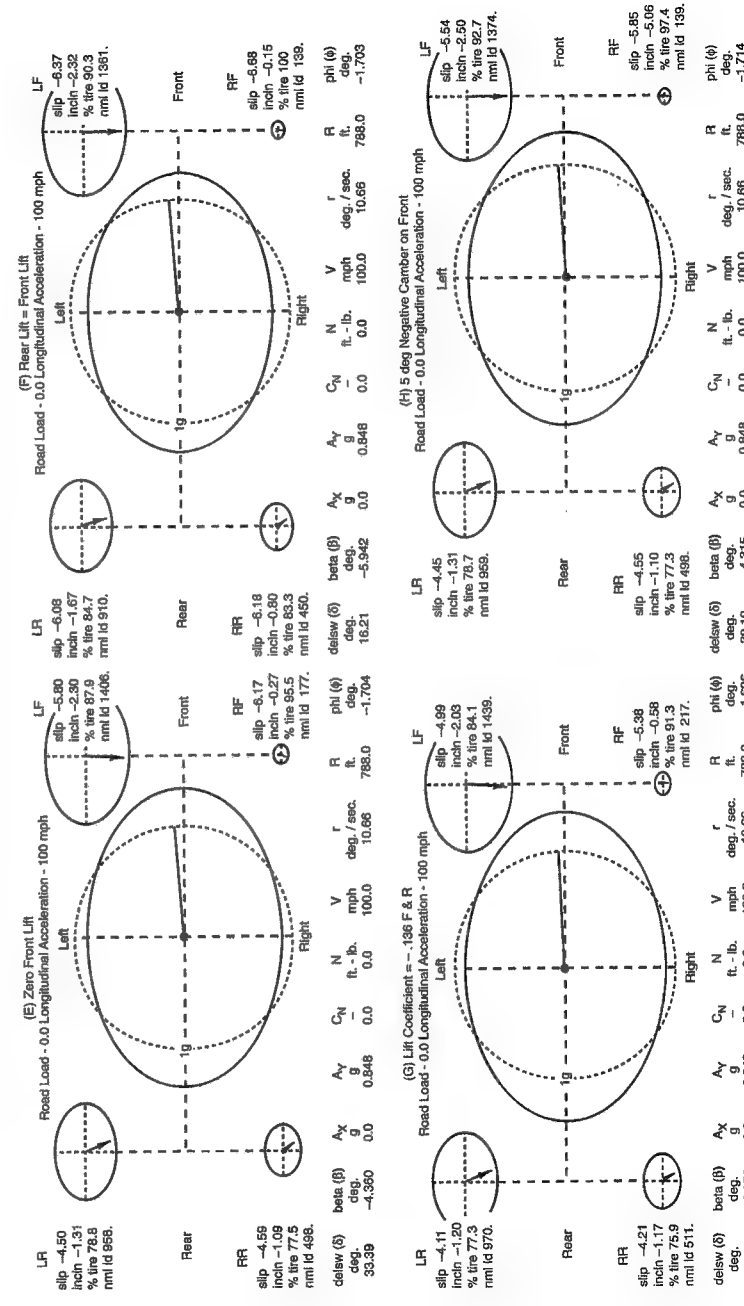 (E) Zero Front Lift
Road Load - 0.0 Longitudinal Acceleration - 100 mph
LR
slip −4.50
incln −1.31
% tire 78.8
nml ld 958.
Left
LF
slip −5.80
incln −2.30
% tire 87.9
nml ld 1406.
Rear
1g
Front
RR
slip −4.59
incln −1.09
% tire 77.5
nml ld 498.
Right
RF
slip −6.17
incln −0.27
% tire 95.5
nml ld 177.
delsw (δ) beta (β) AX AY CN N V r R phi (ϕ)
deg. deg. g g – ft. - lb. mph deg. / sec. ft. deg.
33.39 −4.360 0.0 0.848 0.0 0.0 100.0 10.66 788.0 −1.704
(F) Rear Lift = Front Lift
Road Load - 0.0 Longitudinal Acceleration - 100 mph
LR
slip −6.08
incln −1.67
% tire 84.7
nml ld 910.
Left
LF
slip −6.37
incln −2.32
% tire 90.3
nml ld 1361.
Rear
1g
Front
RR
slip −6.18
incln −0.80
% tire 83.3
nml ld 450.
Right
RF
slip −6.68
incln −0.15
% tire 100
nml ld 139.
delsw (δ) beta (β) AX AY CN N V r R phi (ϕ)
deg. deg. g g – ft. - lb. mph deg. / sec. ft. deg.
16.21 −5.942 0.0 0.848 0.0 0.0 100.0 10.66 788.0 −1.703
(G) Lift Coefficient = −.136 F & R
Road Load - 0.0 Longitudinal Acceleration - 100 mph
LR
slip −4.11
incln −1.20
% tire 77.3
nml ld 970.
Left
LF
slip −4.99
incln −2.03
% tire 84.1
nml ld 1439.
Rear
1g
Front
RR
slip −4.21
incln −1.17
% tire 75.9
nml ld 511.
Right
RF
slip −5.38
incln −0.58
% tire 91.3
nml ld 217.
delsw (δ) beta (β) AX AY CN N V r R phi (ϕ)
deg. deg. g g – ft. - lb. mph deg. / sec. ft. deg.
(H) 5 deg Negative Camber on Front
Road Load - 0.0 Longitudinal Acceleration - 100 mph
LR
slip −4.45
incln −1.31
% tire 78.7
nml ld 959.
Left
LF
slip −5.54
incln −2.50
% tire 92.7
nml ld 1374.
Rear
1g
Front
RR
slip −4.55
incln −1.10
% tire 77.3
nml ld 498.
Right
RF
slip −5.85
incln −5.06
% tire 97.4
nml ld 139.
delsw (δ) beta (β) AX AY CN N V r R phi (ϕ)
deg. deg. g g – ft. - lb. mph deg. / sec. ft. deg.
0.0 0.848 0.0 0.0 100.0 10.66 788.0 −1.714